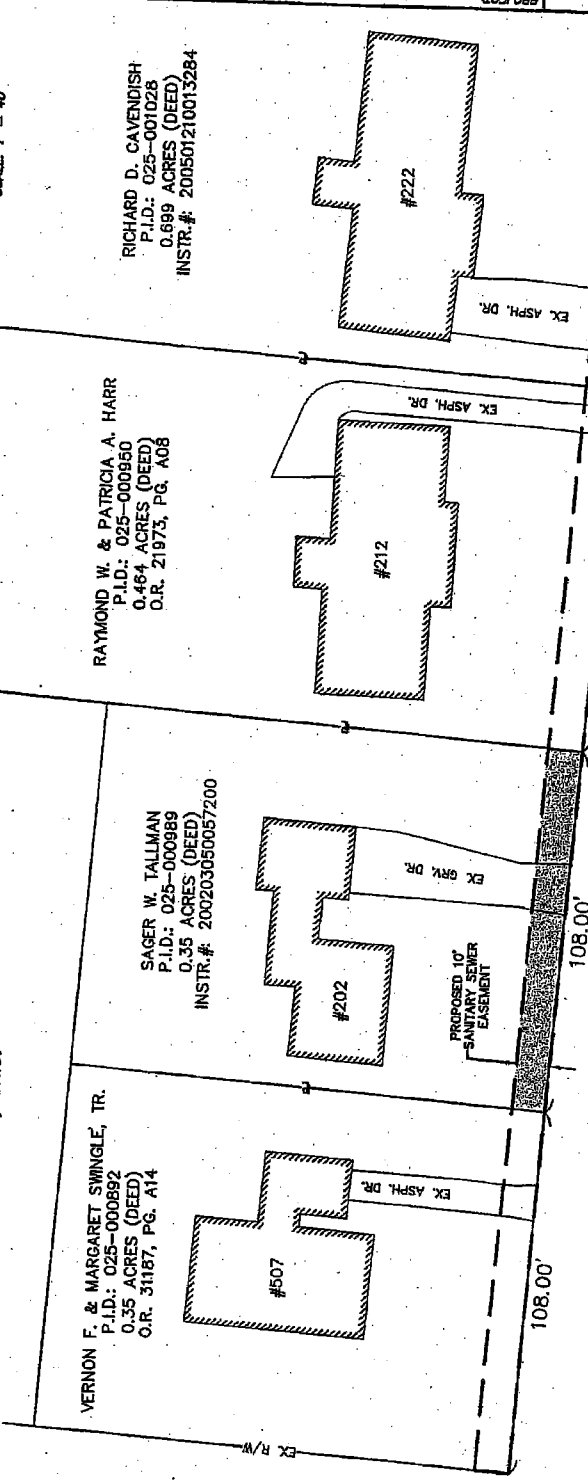 VERNON F. & MARGARET SWINGLE, TR.
P.I.D.: 025-000892
0.35 ACRES (DEED)
O.R. 31187, PG. A14
#507
EX. ASPH. DR.
EX R/W
108.00'
SAGER W. TALLMAN
P.I.D.: 025-000989
0.35 ACRES (DEED)
INSTR.#: 200203050057200
#202
EX GRV. DR.
PROPOSED 10'
SANITARY SEWER
EASEMENT
108.00'
RAYMOND W. & PATRICIA A. HARR
P.I.D.: 025-000950
0.464 ACRES (DEED)
O.R. 21973, PG. A08
#212
EX. ASPH. DR.
RICHARD D. CAVENDISH
P.I.D.: 025-001028
0.699 ACRES (DEED)
INSTR.#: 200501210013284
#222
EX. ASPH. DR.